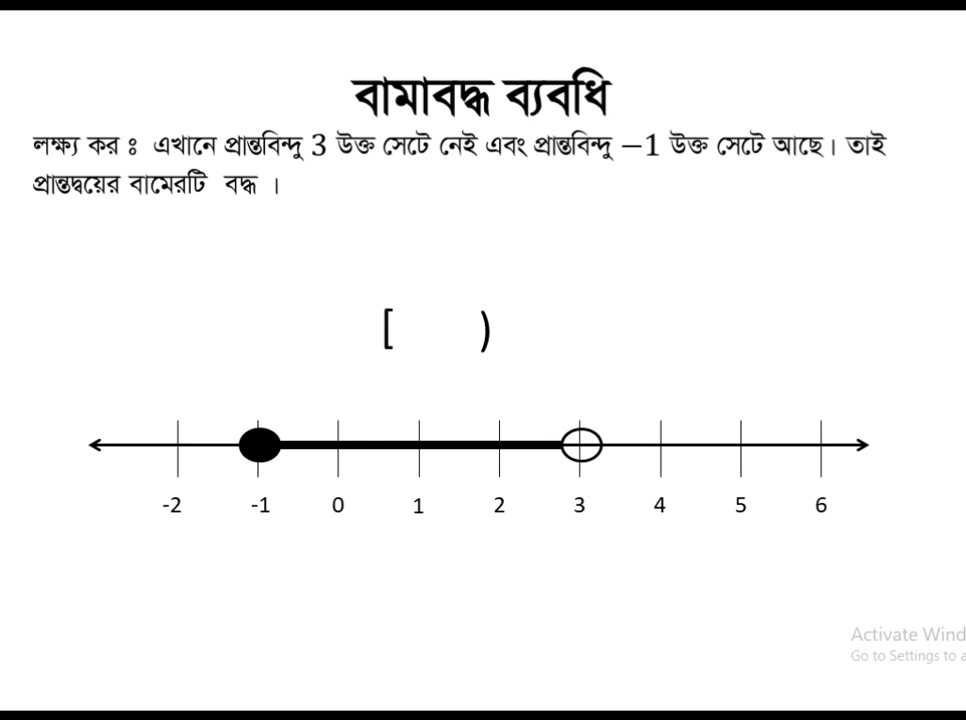 বামাবদ্ধ ব্যবধি
লক্ষ্য কর ঃ এখানে প্রান্তবিন্দু 3 উক্ত সেটে নেই এবং প্রান্তবিন্দু −1 উক্ত সেটে আছে। তাই
প্রান্তদ্বয়ের বামেরটি বদ্ধ ।
[ )
-2 -1 0 1 2 3 4 5 6
Activate Wind
Go to Settings to a